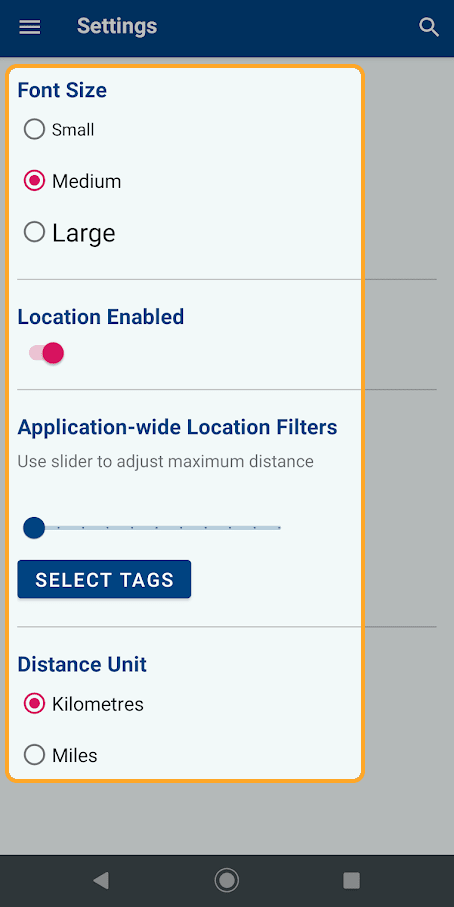 Settings
Font Size
Small
Medium
Large
Location Enabled
Application-wide Location Filters
Use slider to adjust maximum distance
SELECT TAGS
Distance Unit
Kilometres
Miles